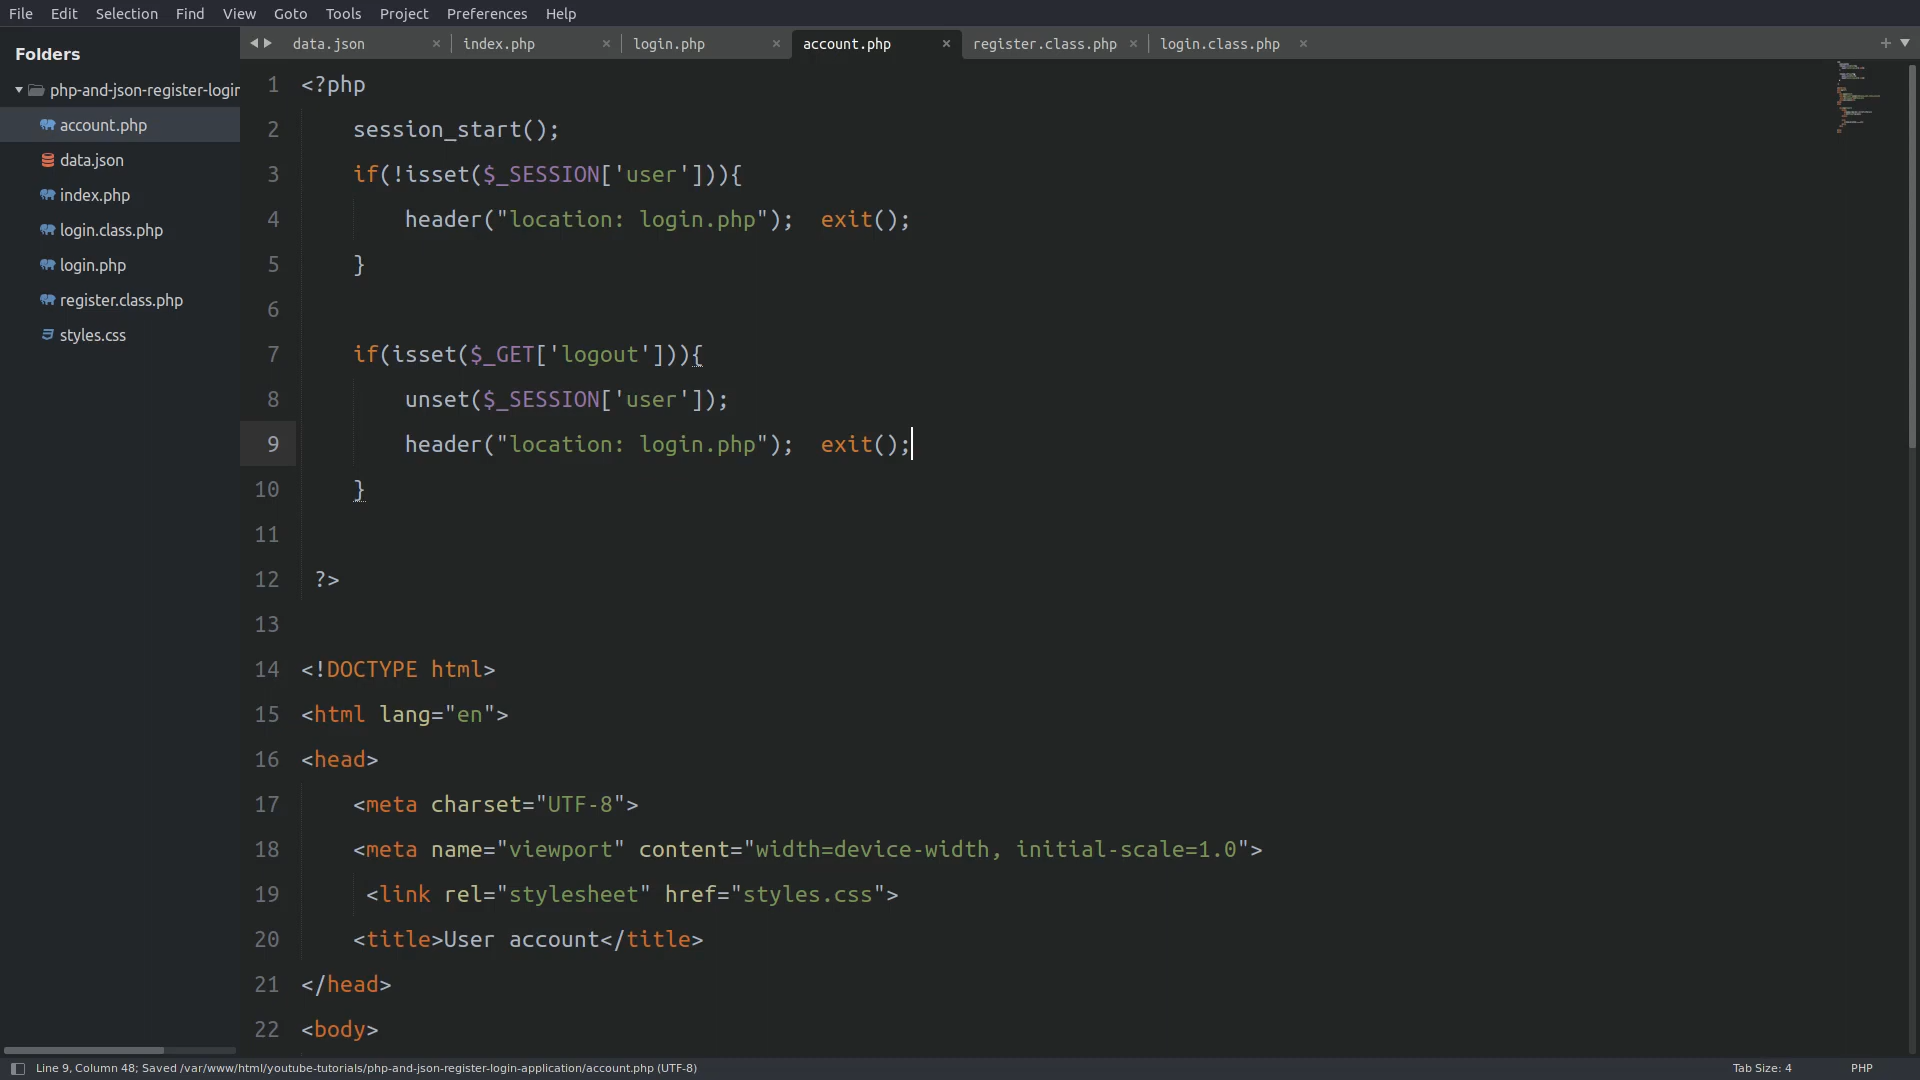 File Edit Selection Find View Goto Tools Project Preferences Help
Folders
php-and-json-register-login
account.php
data.json
index.php
login.class.php
login.php
register.class.php
styles.css
data.json × index.php × login.php × account.php × register.class.php × login.class.php ×
1 <?php
2 session_start();
3 if(!isset($_SESSION['user'])){
4 header("location: login.php");  exit();
5 }
6
7 if(isset($_GET['logout'])){
8 unset($_SESSION['user']);
9 header("location: login.php");  exit();
10 }
11
12 ?>
13
14 <!DOCTYPE html>
15 <html lang="en">
16 <head>
17 <meta charset="UTF-8">
18 <meta name="viewport" content="width=device-width, initial-scale=1.0">
19 <link rel="stylesheet" href="styles.css">
20 <title>User account</title>
21 </head>
22 <body>
Line 9, Column 48; Saved /var/www/html/youtube-tutorials/php-and-json-register-login-application/account.php (UTF-8) Tab Size: 4 PHP